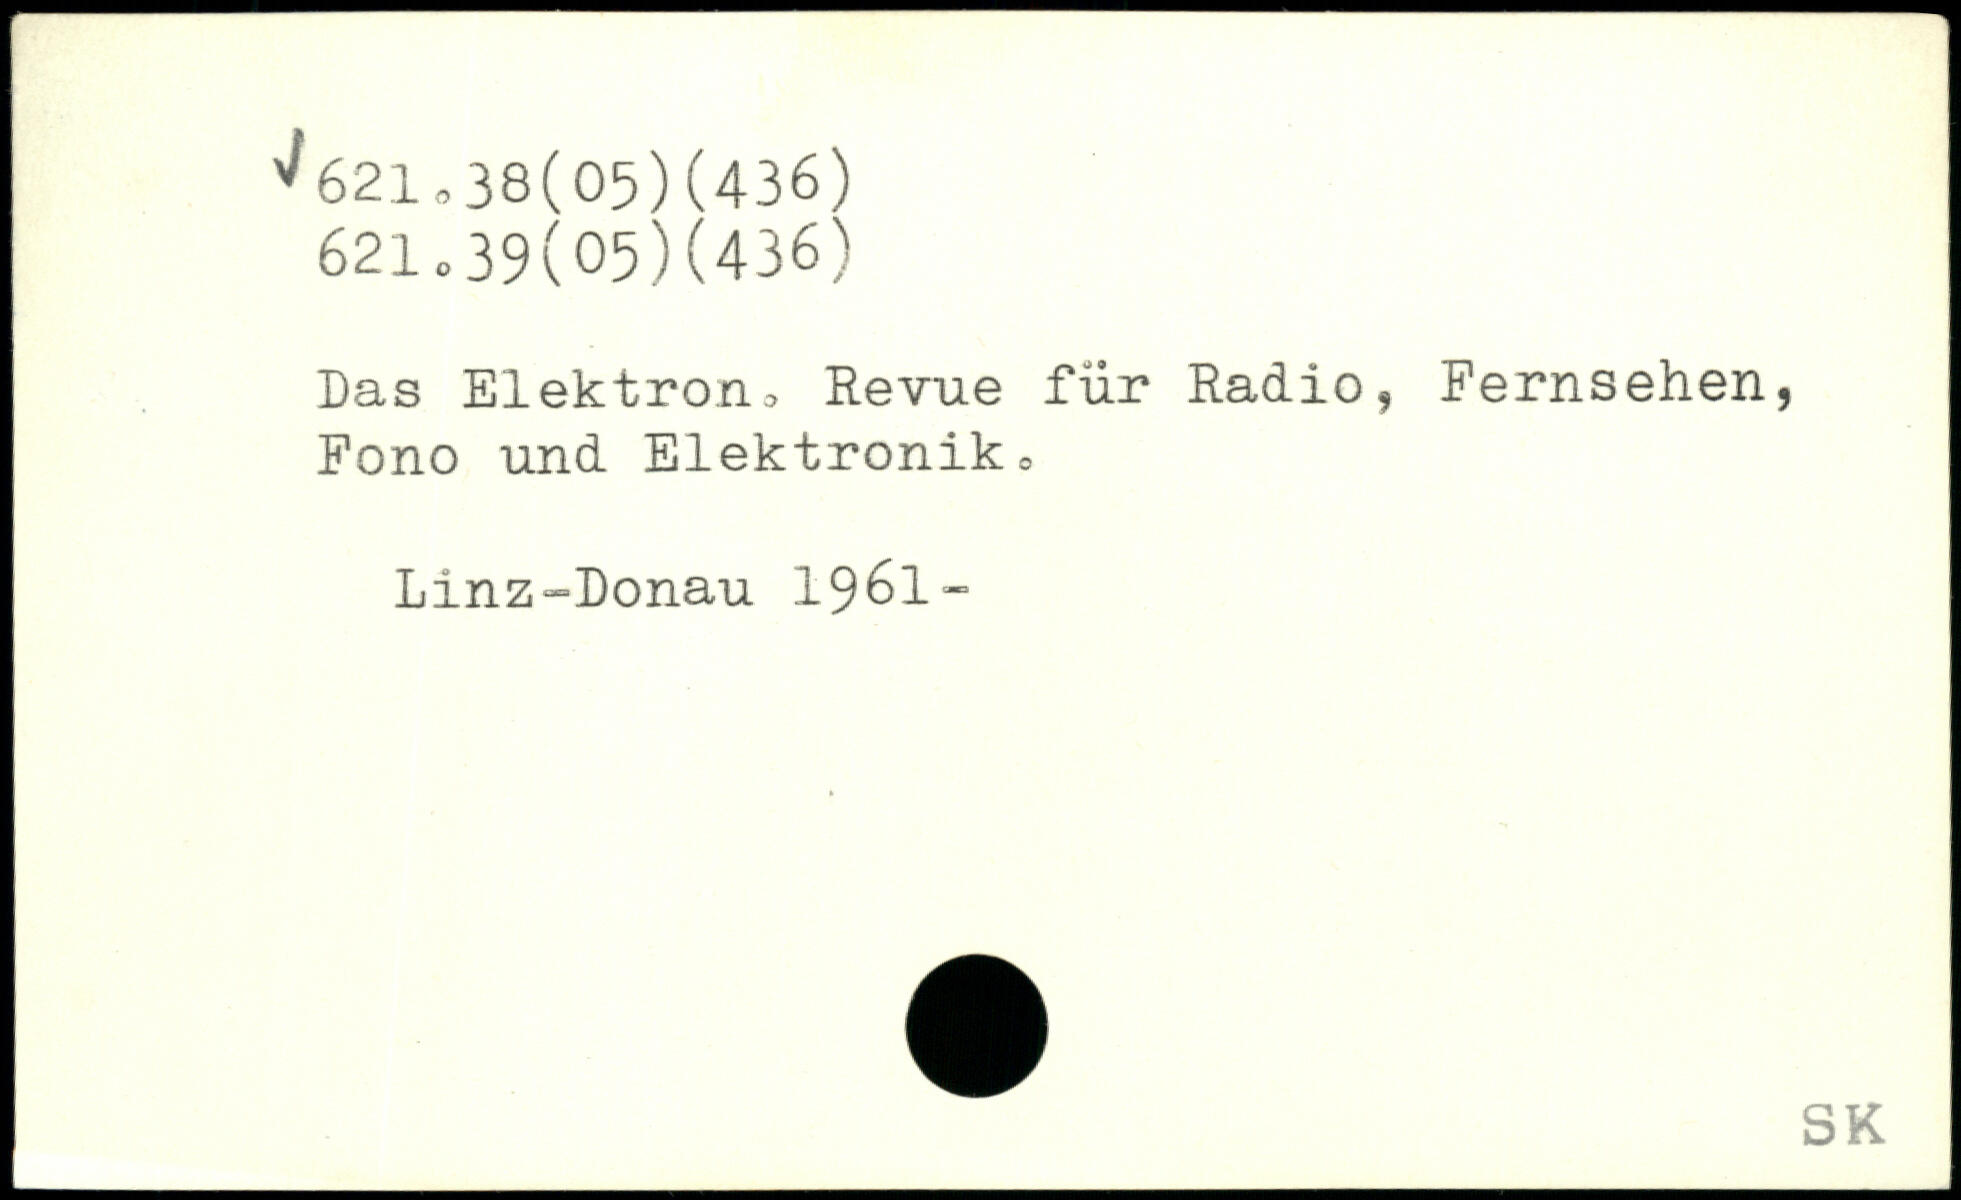 ✓ 621.38(05)(436)
621.39(05)(436)
Das Elektron. Revue für Radio, Fernsehen,
Fono und Elektronik.
Linz-Donau 1961-
SK